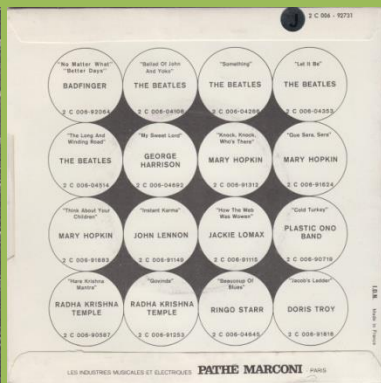 J
2 C 006 - 92731
"No Matter What"
"Better Days"
BADFINGER
2 C 006-92064
"Ballad Of John
And Yoko"
THE BEATLES
2 C 006-04108
"Something"
THE BEATLES
2 C 006-04266
"Let It Be"
THE BEATLES
2 C 006-04353
"The Long And
Winding Road"
THE BEATLES
2 C 006-04514
"My Sweet Lord"
GEORGE
HARRISON
2 C 006-04692
"Knock, Knock,
Who's There"
MARY HOPKIN
2 C 006-91313
"Que Sera, Sera"
MARY HOPKIN
2 C 006-91624
"Think About Your
Children"
MARY HOPKIN
2 C 006-91883
"Instant Karma"
JOHN LENNON
2 C 006-91149
"How The Web
Was Woven"
JACKIE LOMAX
2 C 006-91115
"Cold Turkey"
PLASTIC ONO
BAND
2 C 006-90718
"Hare Krishna
Mantra"
RADHA KRISHNA
TEMPLE
2 C 006-90587
"Govinda"
RADHA KRISHNA
TEMPLE
2 C 006-91253
"Beaucoup Of
Blues"
RINGO STARR
2 C 006-04645
"Jacob's Ladder"
DORIS TROY
2 C 006-91818
I.D.N. Made in France
LES INDUSTRIES MUSICALES ET ELECTRIQUES PATHÉ MARCONI PARIS